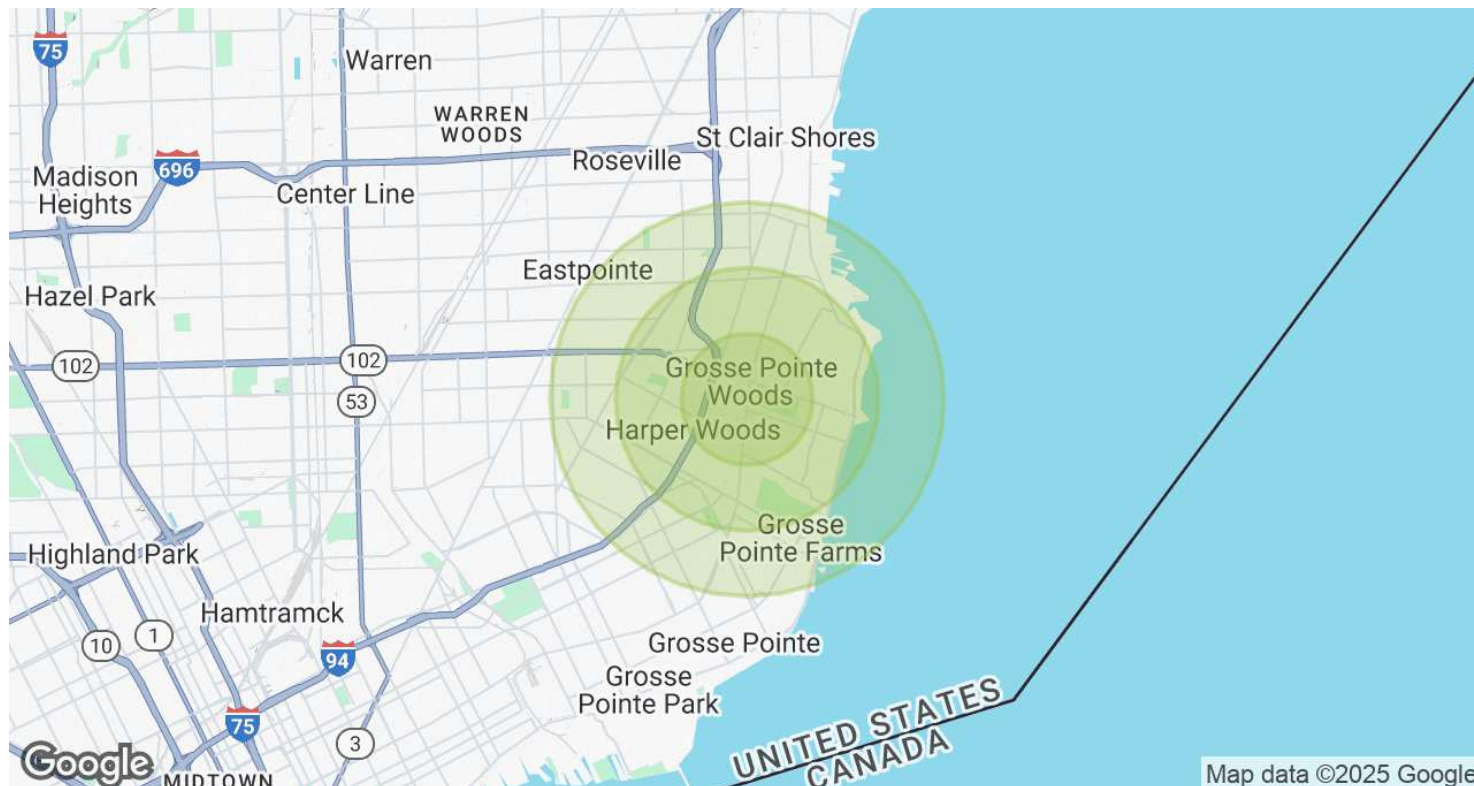 75
Warren
WARREN
WOODS
St Clair Shores
Roseville
696
Madison
Heights
Center Line
Eastpointe
Hazel Park
102
102
Grosse Pointe
Woods
53
Harper Woods
Grosse
Pointe Farms
Highland Park
Hamtramck
1
10
94
Grosse Pointe
Grosse
Pointe Park
75
3
UNITED STATES
CANADA
Google
MIDTOWN
Map data ©2025 Google